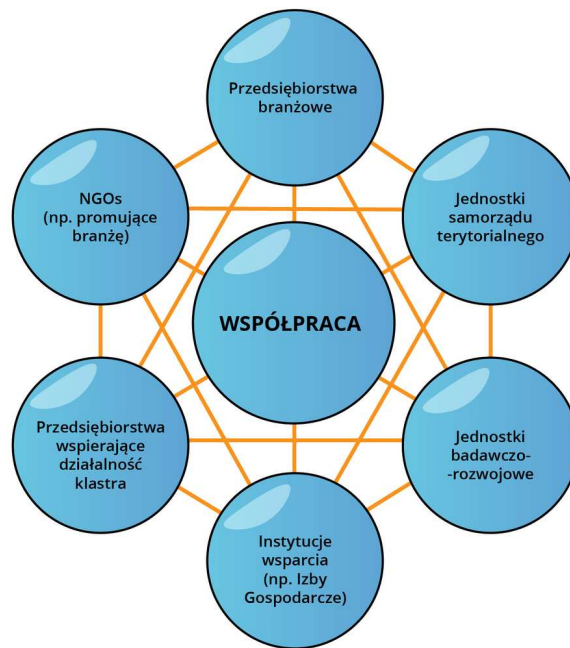 Przedsiębiorstwa
branżowe
NGOs
(np. promujące
branżę)
Jednostki
samorządu
terytorialnego
WSPÓŁPRACA
Przedsiębiorstwa
wspierające
działalność
klastra
Jednostki
badawczo-
-rozwojowe
Instytucje
wsparcia
(np. Izby
Gospodarcze)